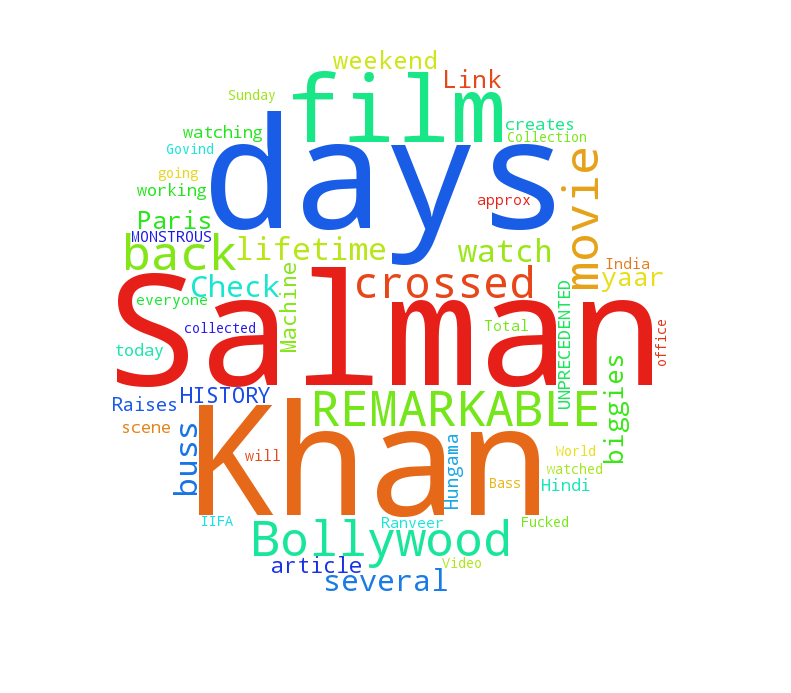 weekend
Link
film
Sunday
watching
creates
Collection
Govind
days
movie
going
working
approx
Paris
MONSTROUS
back
lifetime
watch
India
yaar
Check
Machine
crossed
everyone
Salman
UNPRECEDENTED
collected
Total
office
today
biggies
HISTORY
REMARKABLE
Raises
scene
buss
Khan
will
Hungama
World
watched
Bass
Hindi
IIFA
Ranveer
Fucked
Bollywood
article
Video
several